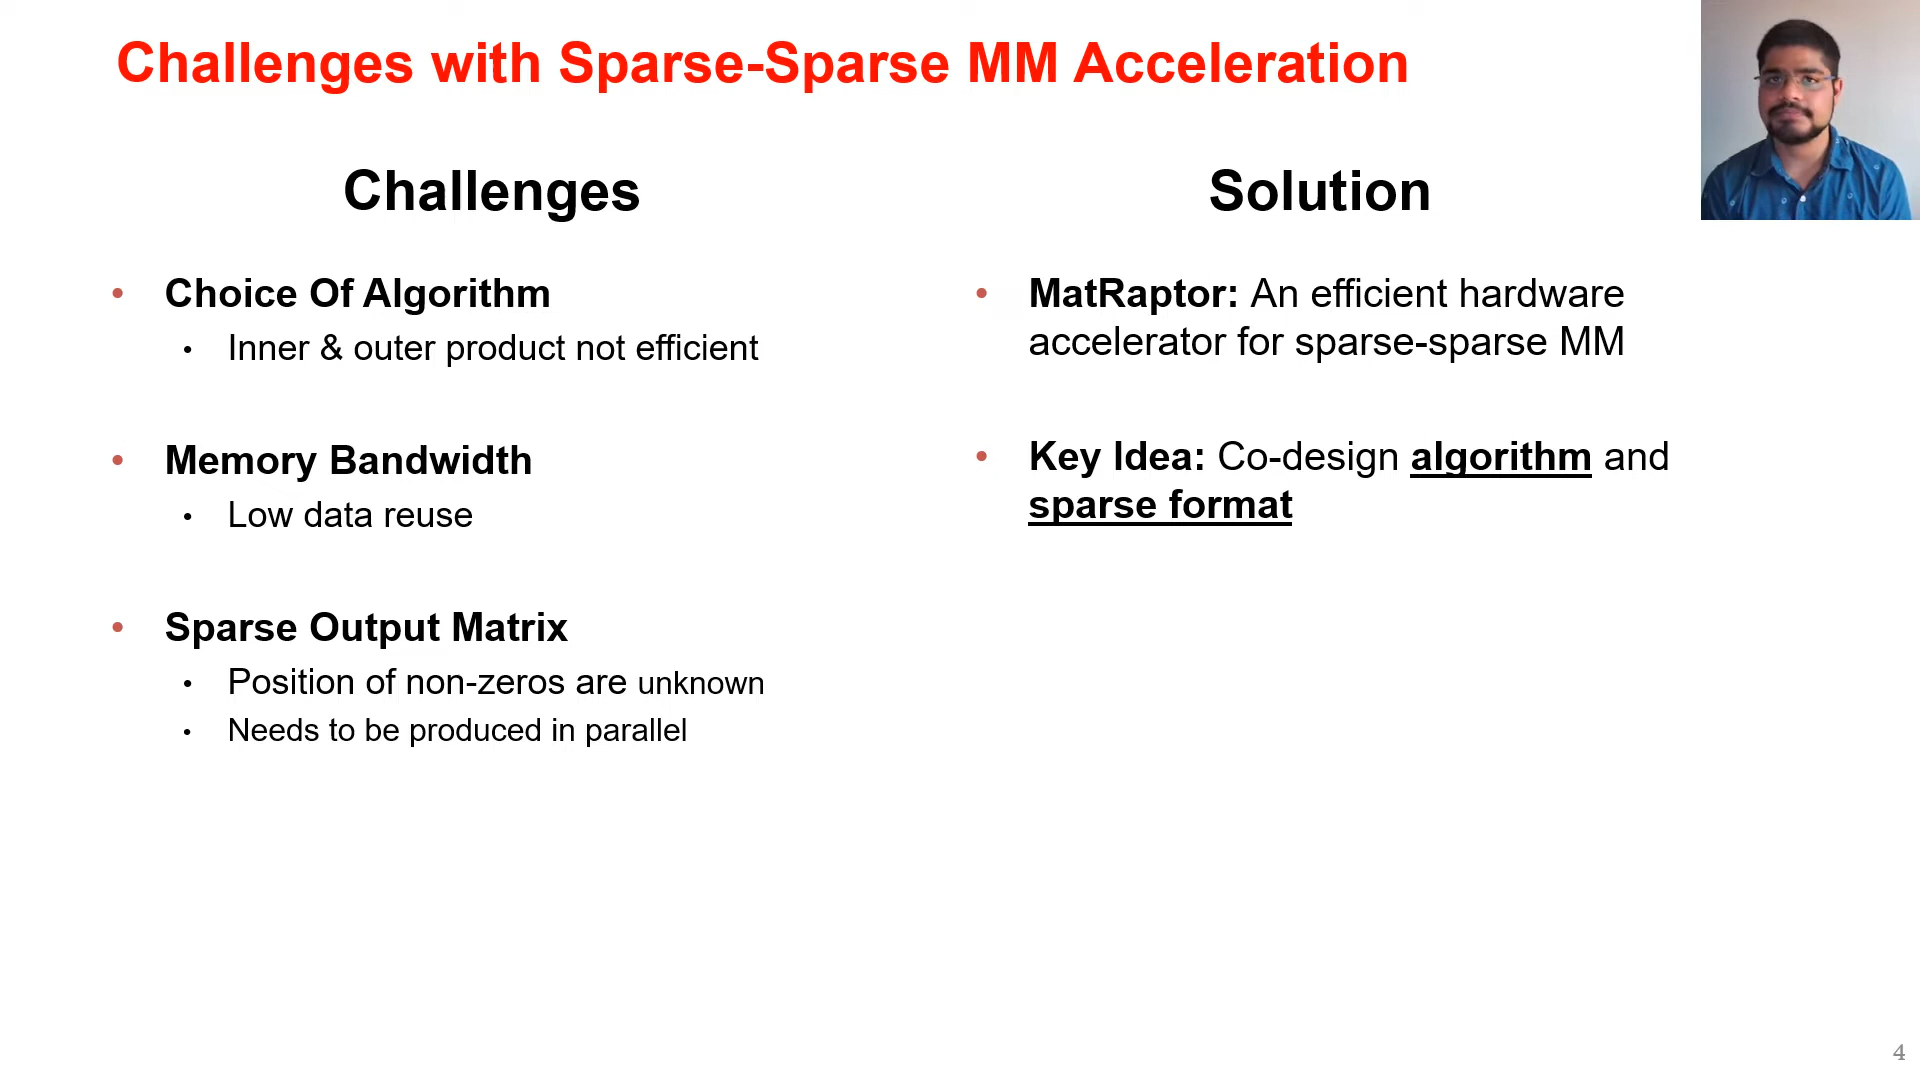 Challenges with Sparse-Sparse MM Acceleration
Challenges
• Choice Of Algorithm
• Inner & outer product not efficient
• Memory Bandwidth
• Low data reuse
• Sparse Output Matrix
• Position of non-zeros are unknown
• Needs to be produced in parallel
Solution
• MatRaptor: An efficient hardware
accelerator for sparse-sparse MM
• Key Idea: Co-design algorithm and
sparse format
4